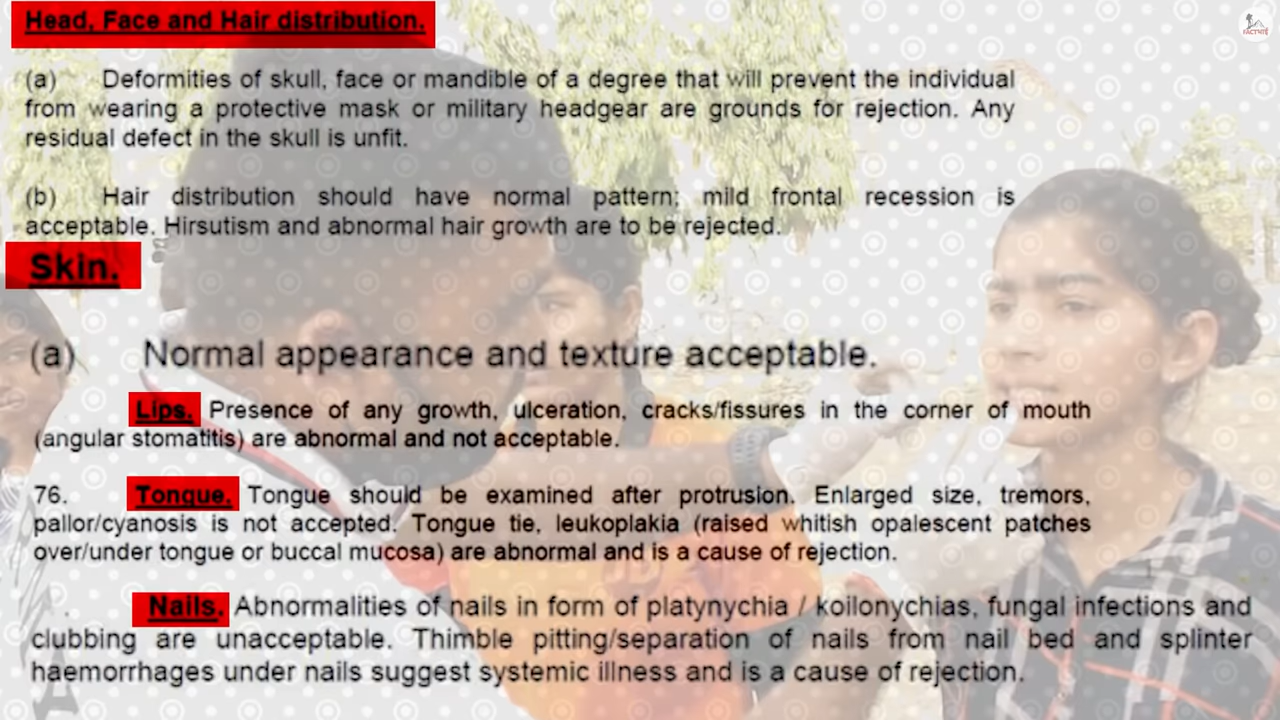 FACTVITE
Head, Face and Hair distribution.
(a) Deformities of skull, face or mandible of a degree that will prevent the individual
from wearing a protective mask or military headgear are grounds for rejection. Any
residual defect in the skull is unfit.
(b) Hair distribution should have normal pattern; mild frontal recession is
acceptable. Hirsutism and abnormal hair growth are to be rejected.
Skin.
(a) Normal appearance and texture acceptable.
Lips. Presence of any growth, ulceration, cracks/fissures in the corner of mouth
(angular stomatitis) are abnormal and not acceptable.
76. Tongue. Tongue should be examined after protrusion. Enlarged size, tremors,
pallor/cyanosis is not accepted. Tongue tie, leukoplakia (raised whitish opalescent patches
over/under tongue or buccal mucosa) are abnormal and is a cause of rejection.
Nails. Abnormalities of nails in form of platynychia / koilonychias, fungal infections and
clubbing are unacceptable. Thimble pitting/separation of nails from nail bed and splinter
haemorrhages under nails suggest systemic illness and is a cause of rejection.